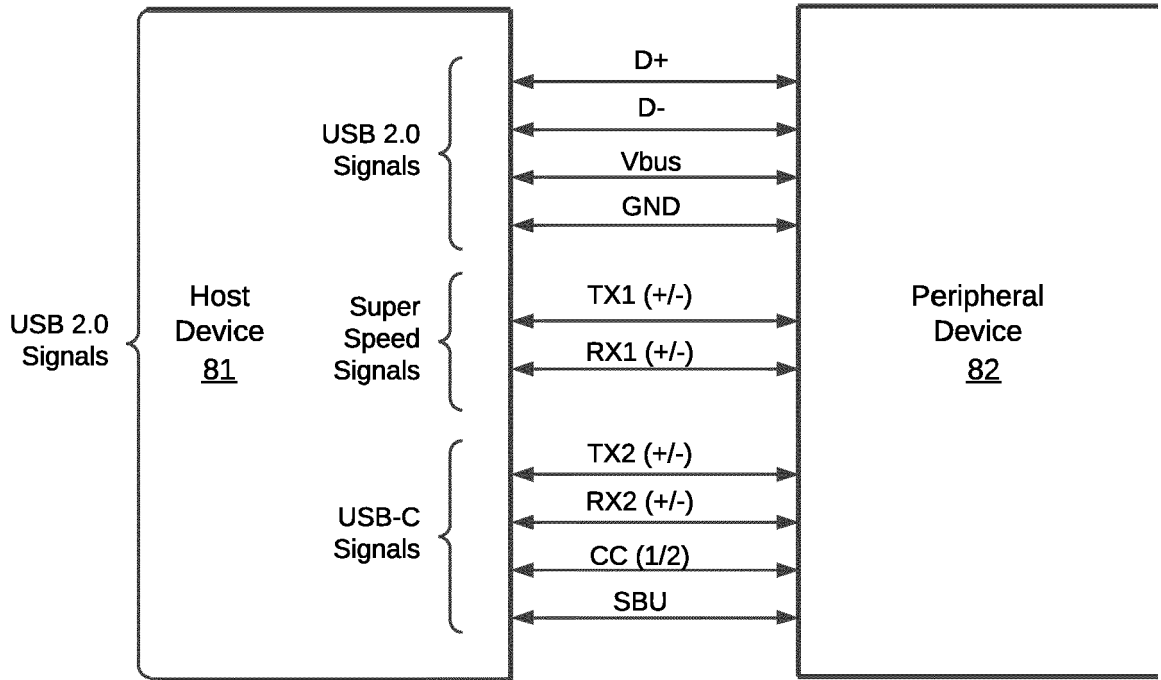 USB 2.0
Signals
Host
Device
81
USB 2.0
Signals
Super
Speed
Signals
USB-C
Signals
D+
D-
Vbus
GND
TX1 (+/-)
RX1 (+/-)
TX2 (+/-)
RX2 (+/-)
CC (1/2)
SBU
Peripheral
Device
82